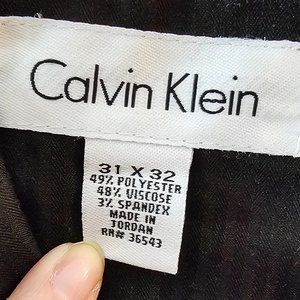 Calvin Klein
31 X 32
49% POLYESTER
48% VISCOSE
3% SPANDEX
MADE IN
JORDAN
RN# 36543